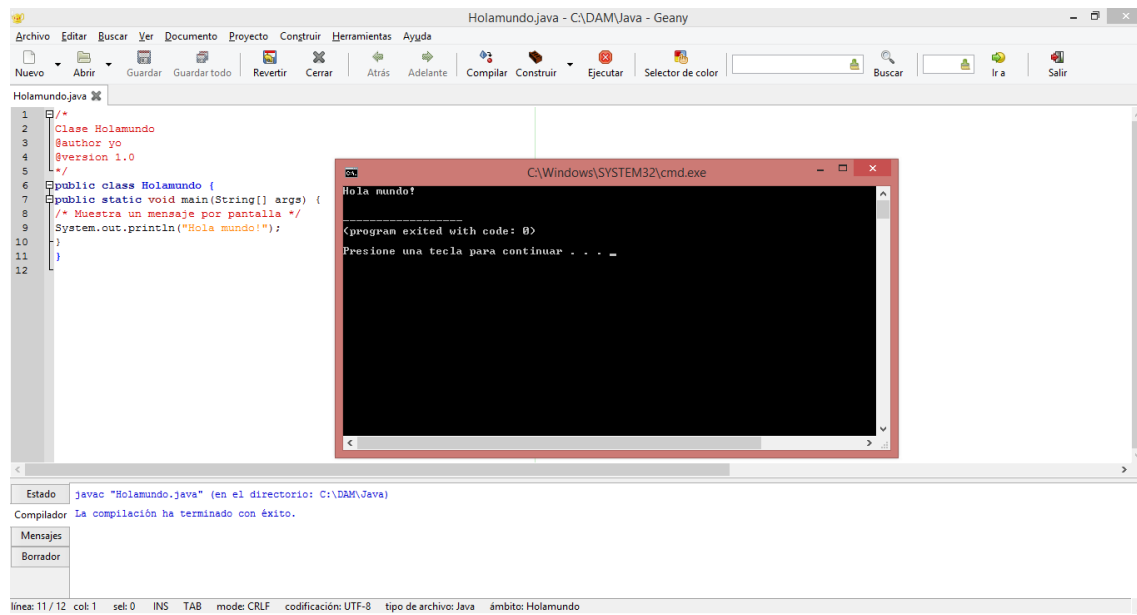 Holamundo.java - C:\DAM\Java - Geany
Archivo Editar Buscar Ver Documento Proyecto Construir Herramientas Ayuda
Nuevo Abrir Guardar Guardar todo Revertir Cerrar Atrás Adelante Compilar Construir Ejecutar Selector de color Buscar Ir a Salir
Holamundo.java
1 /*
2 Clase Holamundo
3 @author yo
4 @version 1.0
5 */
6 public class Holamundo {
7 public static void main(String[] args) {
8 /* Muestra un mensaje por pantalla */
9 System.out.println("Hola mundo!");
10 }
11 }
12
C:\Windows\SYSTEM32\cmd.exe
Hola mundo!
------------------
(program exited with code: 0)
Presione una tecla para continuar . . . _
Estado javac "Holamundo.java" (en el directorio: C:\DAM\Java)
Compilador La compilación ha terminado con éxito.
Mensajes
Borrador
línea: 11 / 12 col: 1 sel: 0 INS TAB mode: CRLF codificación: UTF-8 tipo de archivo: Java ámbito: Holamundo